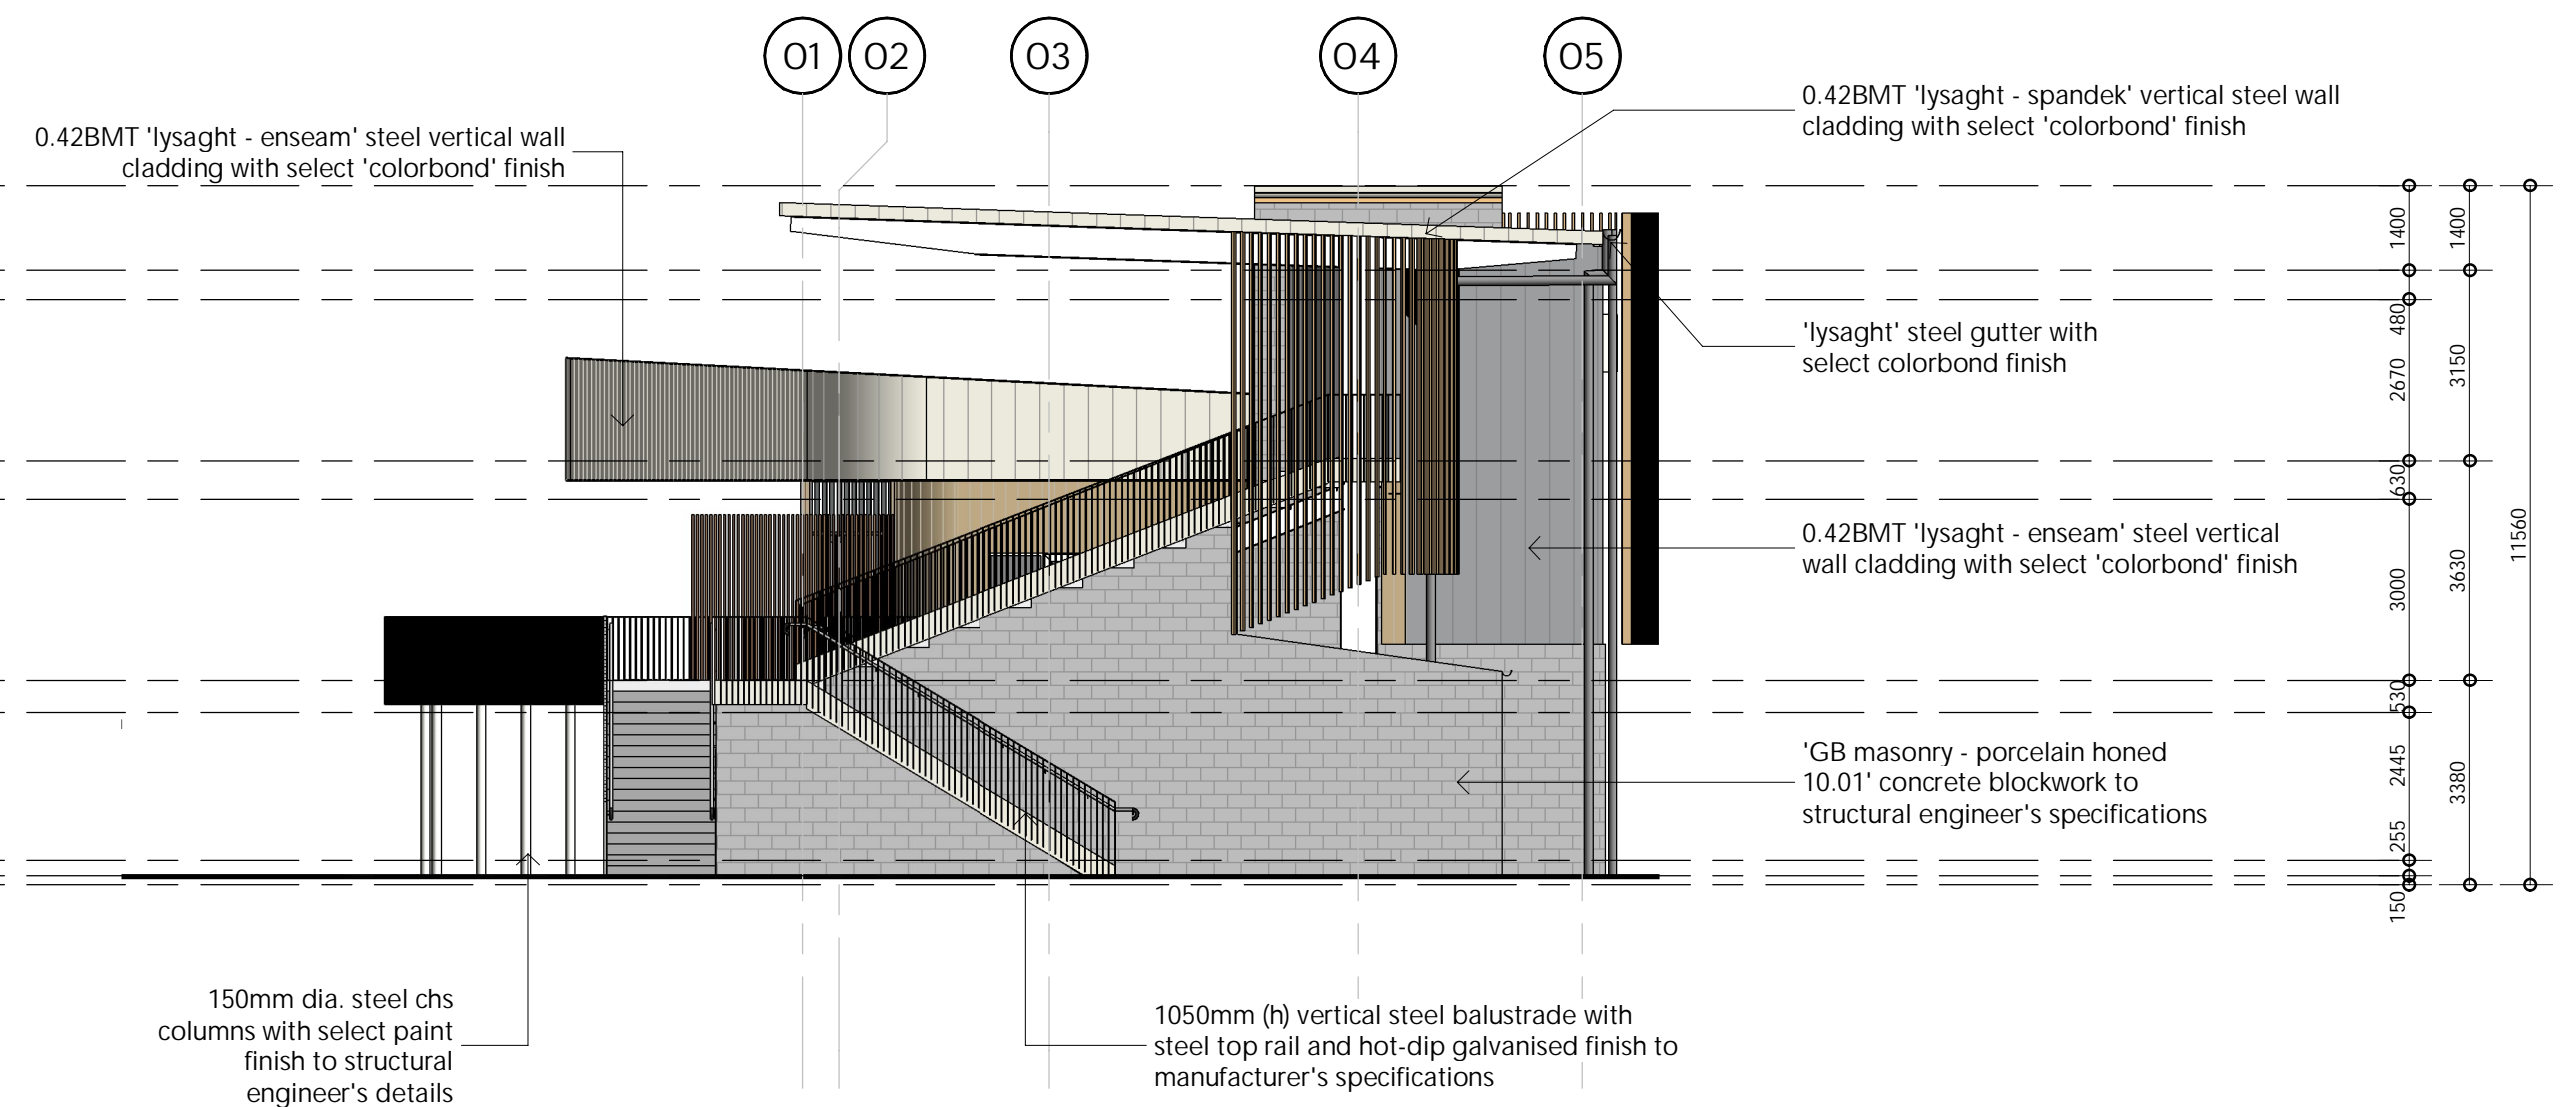 01
02
03
04
05
0.42BMT 'lysaght - enseam' steel vertical wall
cladding with select 'colorbond' finish
0.42BMT 'lysaght - spandek' vertical steel wall
cladding with select 'colorbond' finish
'lysaght' steel gutter with
select colorbond finish
0.42BMT 'lysaght - enseam' steel vertical
wall cladding with select 'colorbond' finish
'GB masonry - porcelain honed
10.01' concrete blockwork to
structural engineer's specifications
150mm dia. steel chs
columns with select paint
finish to structural
engineer's details
1050mm (h) vertical steel balustrade with
steel top rail and hot-dip galvanised finish to
manufacturer's specifications
1400
480
2670
630
3000
530
2445
255
150
1400
3150
3630
3380
11560